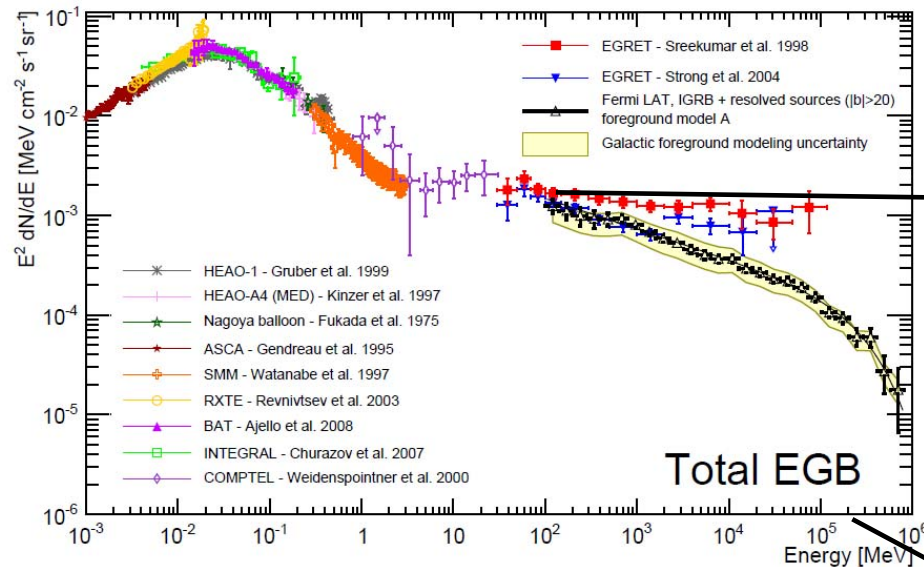 E² dN/dE [MeV cm⁻² s⁻¹ sr⁻¹]
10⁻¹
10⁻²
10⁻³
10⁻⁴
10⁻⁵
10⁻⁶
EGRET - Sreekumar et al. 1998
EGRET - Strong et al. 2004
Fermi LAT, IGRB + resolved sources (|b|>20)
foreground model A
Galactic foreground modeling uncertainty
HEAO-1 - Gruber et al. 1999
HEAO-A4 (MED) - Kinzer et al. 1997
Nagoya balloon - Fukada et al. 1975
ASCA - Gendreau et al. 1995
SMM - Watanabe et al. 1997
RXTE - Revnivtsev et al. 2003
BAT - Ajello et al. 2008
INTEGRAL - Churazov et al. 2007
COMPTEL - Weidenspointner et al. 2000
Total EGB
10⁻³ 10⁻² 10⁻¹ 1 10 10² 10³ 10⁴ 10⁵ 10⁶
Energy [MeV]